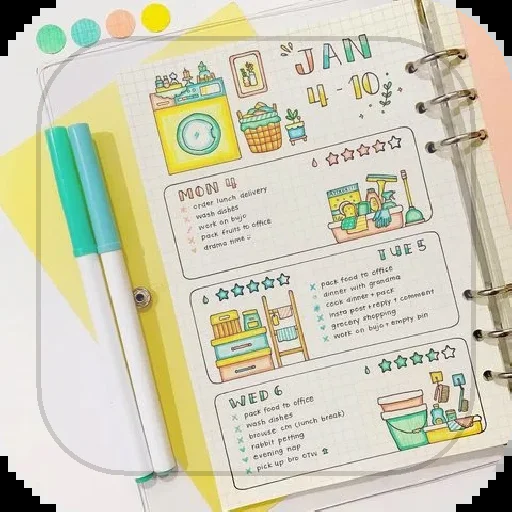 JAN
4 - 10
MON 4
order lunch delivery
wash dishes
work on bujo
pack fruits to office
drama time
TUE 5
pack food to office
dinner with grandma
cook dinner + pack
insta post + reply + comment
grocery shopping
work on bujo + empty pin
WED 6
pack food to office
wash dishes
browse cm (lunch break)
rabbit petting
evening nap
pick up bro OTW